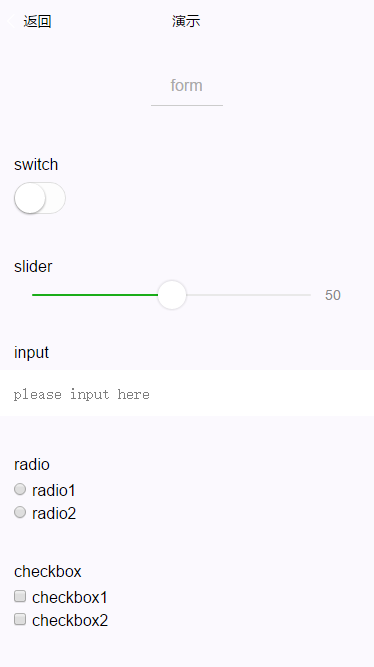 返回 演示
form
switch
slider
50
input
please input here
radio
radio1
radio2
checkbox
checkbox1
checkbox2